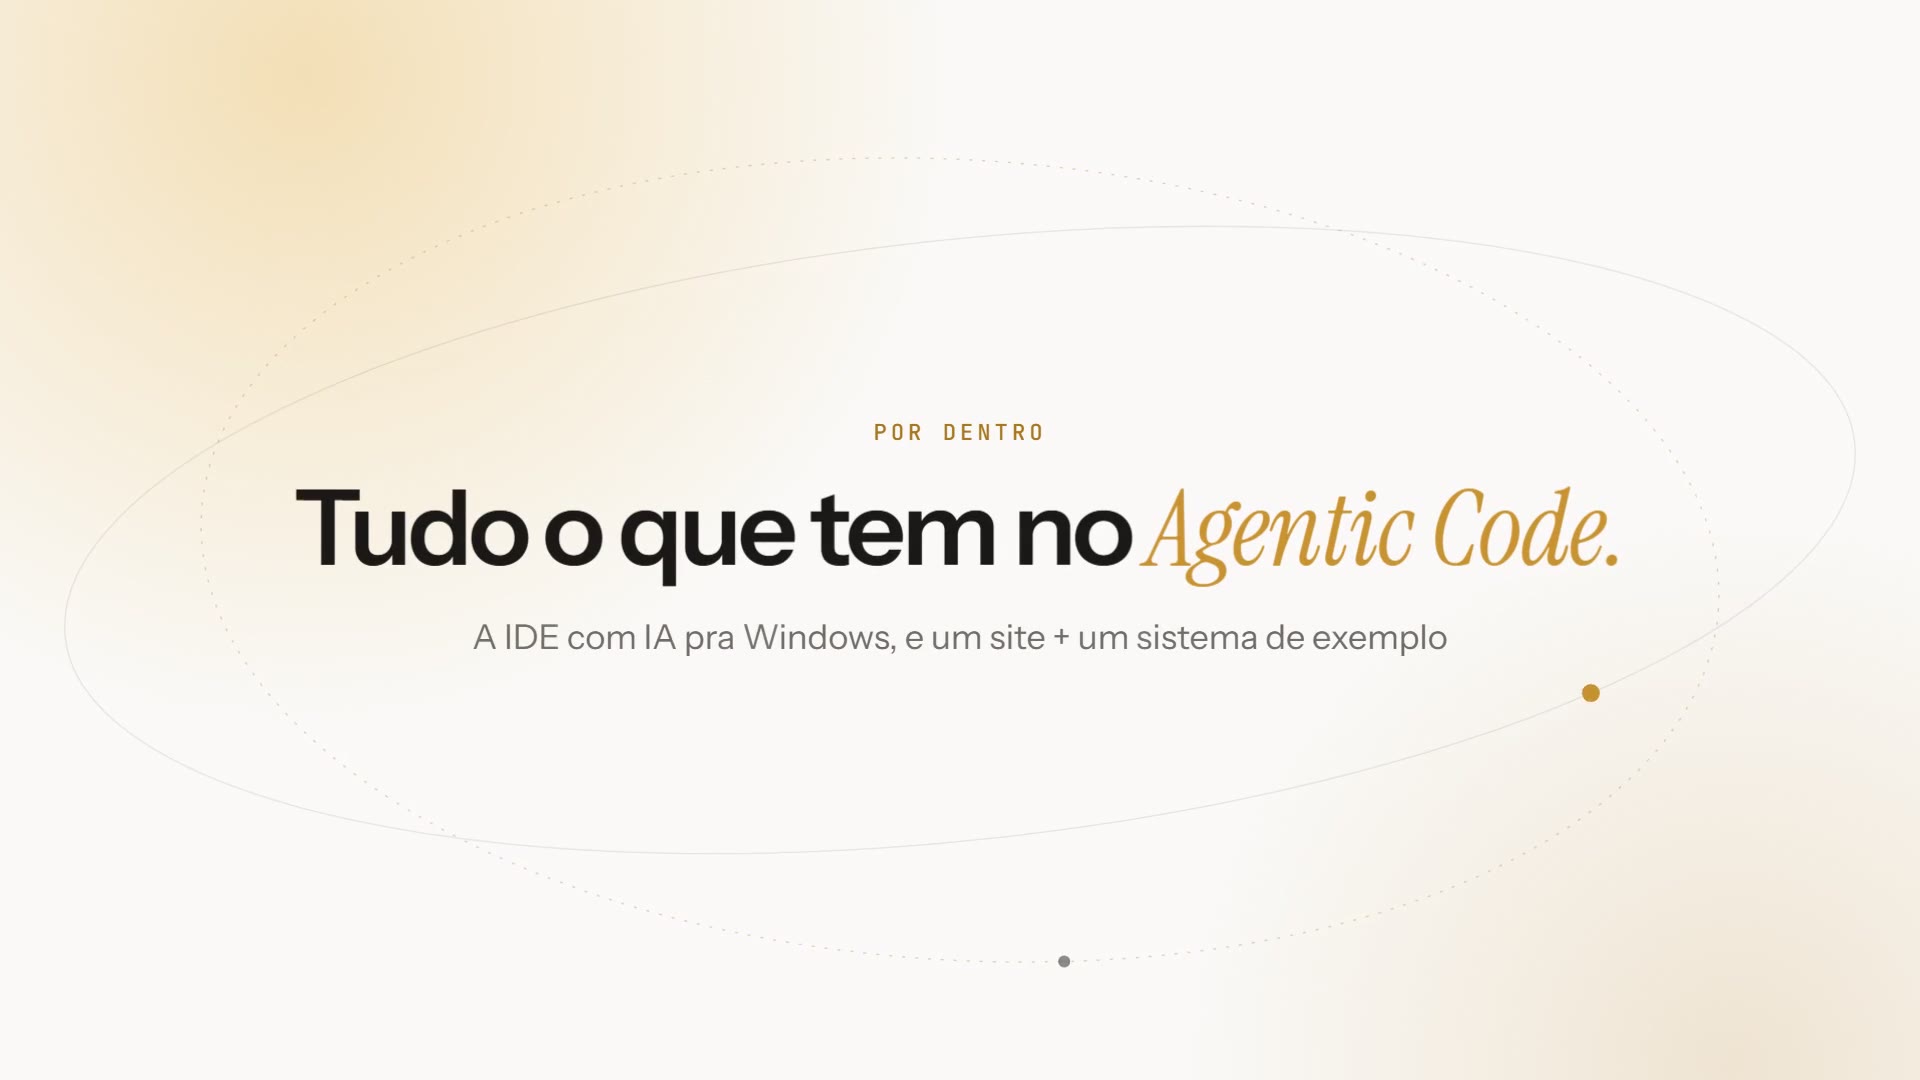 POR DENTRO
Tudo o que tem no Agentic Code.
A IDE com IA pra Windows, e um site + um sistema de exemplo